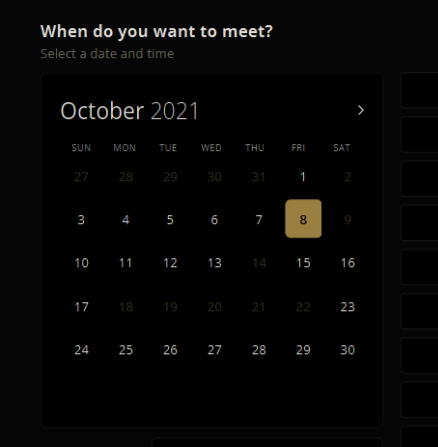 When do you want to meet?
Select a date and time
October 2021
SUN MON TUE WED THU FRI SAT
27 28 29 30 31 1 2
3 4 5 6 7 8 9
10 11 12 13 14 15 16
17 18 19 20 21 22 23
24 25 26 27 28 29 30